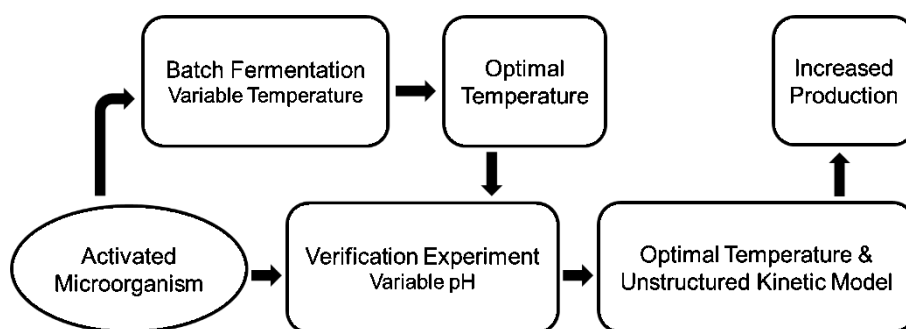 Batch Fermentation
Variable Temperature
Optimal
Temperature
Increased
Production
Activated
Microorganism
Verification Experiment
Variable pH
Optimal Temperature &
Unstructured Kinetic Model